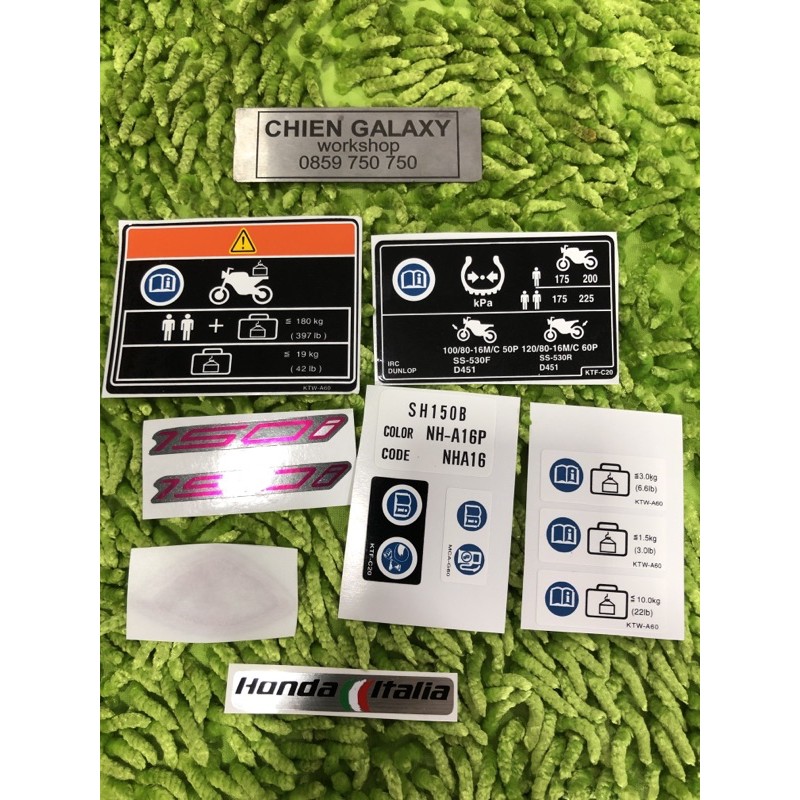 CHIEN GALAXY
workshop
0859 750 750
≦ 180 kg
(397 lb)
≦ 19 kg
(42 lb)
KTW-A60
kPa
175 200
175 225
100/80-16M/C 50P 120/80-16M/C 60P
SS-530F SS-530R
D451 D451
IRC
DUNLOP
KTF-C20
150i
150i
SH150B
COLOR NH-A16P
CODE NHA16
KTF-C20
MCA-G860
≦3.0kg
(6.6lb)
KTW-A60
≦1.5kg
(3.0lb)
KTW-A60
≦10.0kg
(22lb)
KTW-A60
Honda Italia